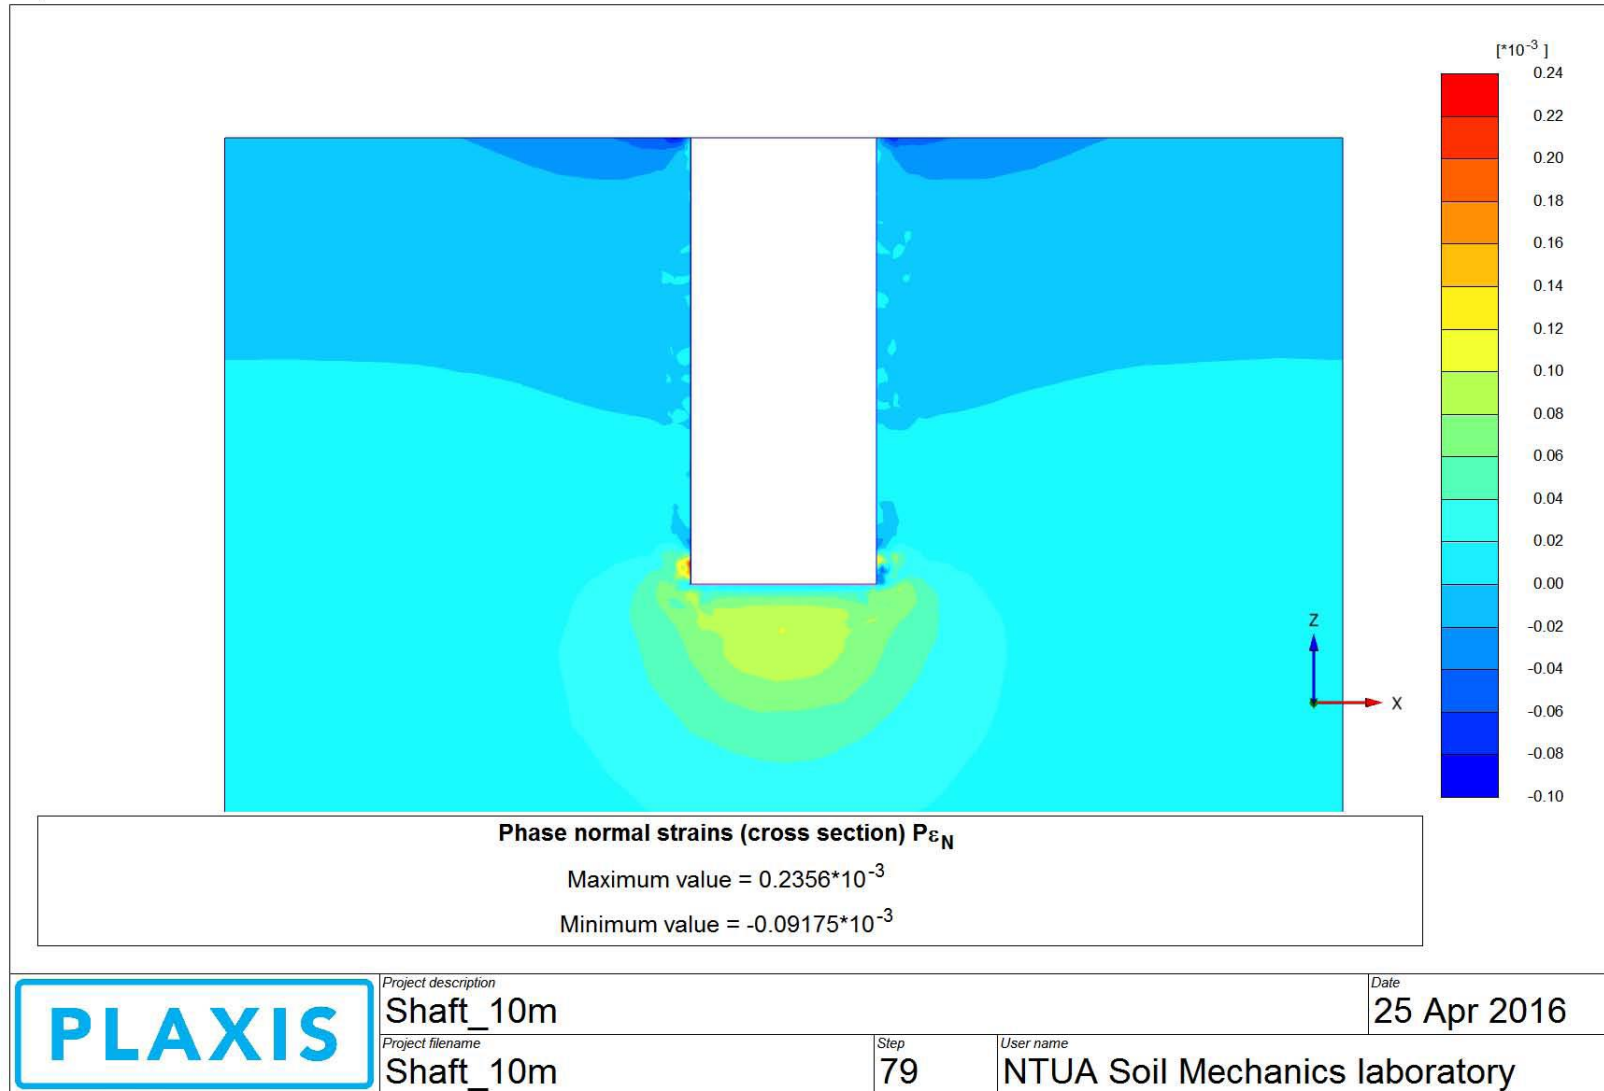 [*10-3 ]
0.24
0.22
0.20
0.18
0.16
0.14
0.12
0.10
0.08
0.06
0.04
0.02
0.00
-0.02
-0.04
-0.06
-0.08
-0.10
Z
X
Phase normal strains (cross section) PεN
Maximum value = 0.2356*10-3
Minimum value = -0.09175*10-3
PLAXIS
Project description
Shaft_10m
Date
25 Apr 2016
Project filename
Shaft_10m
Step
79
User name
NTUA Soil Mechanics laboratory